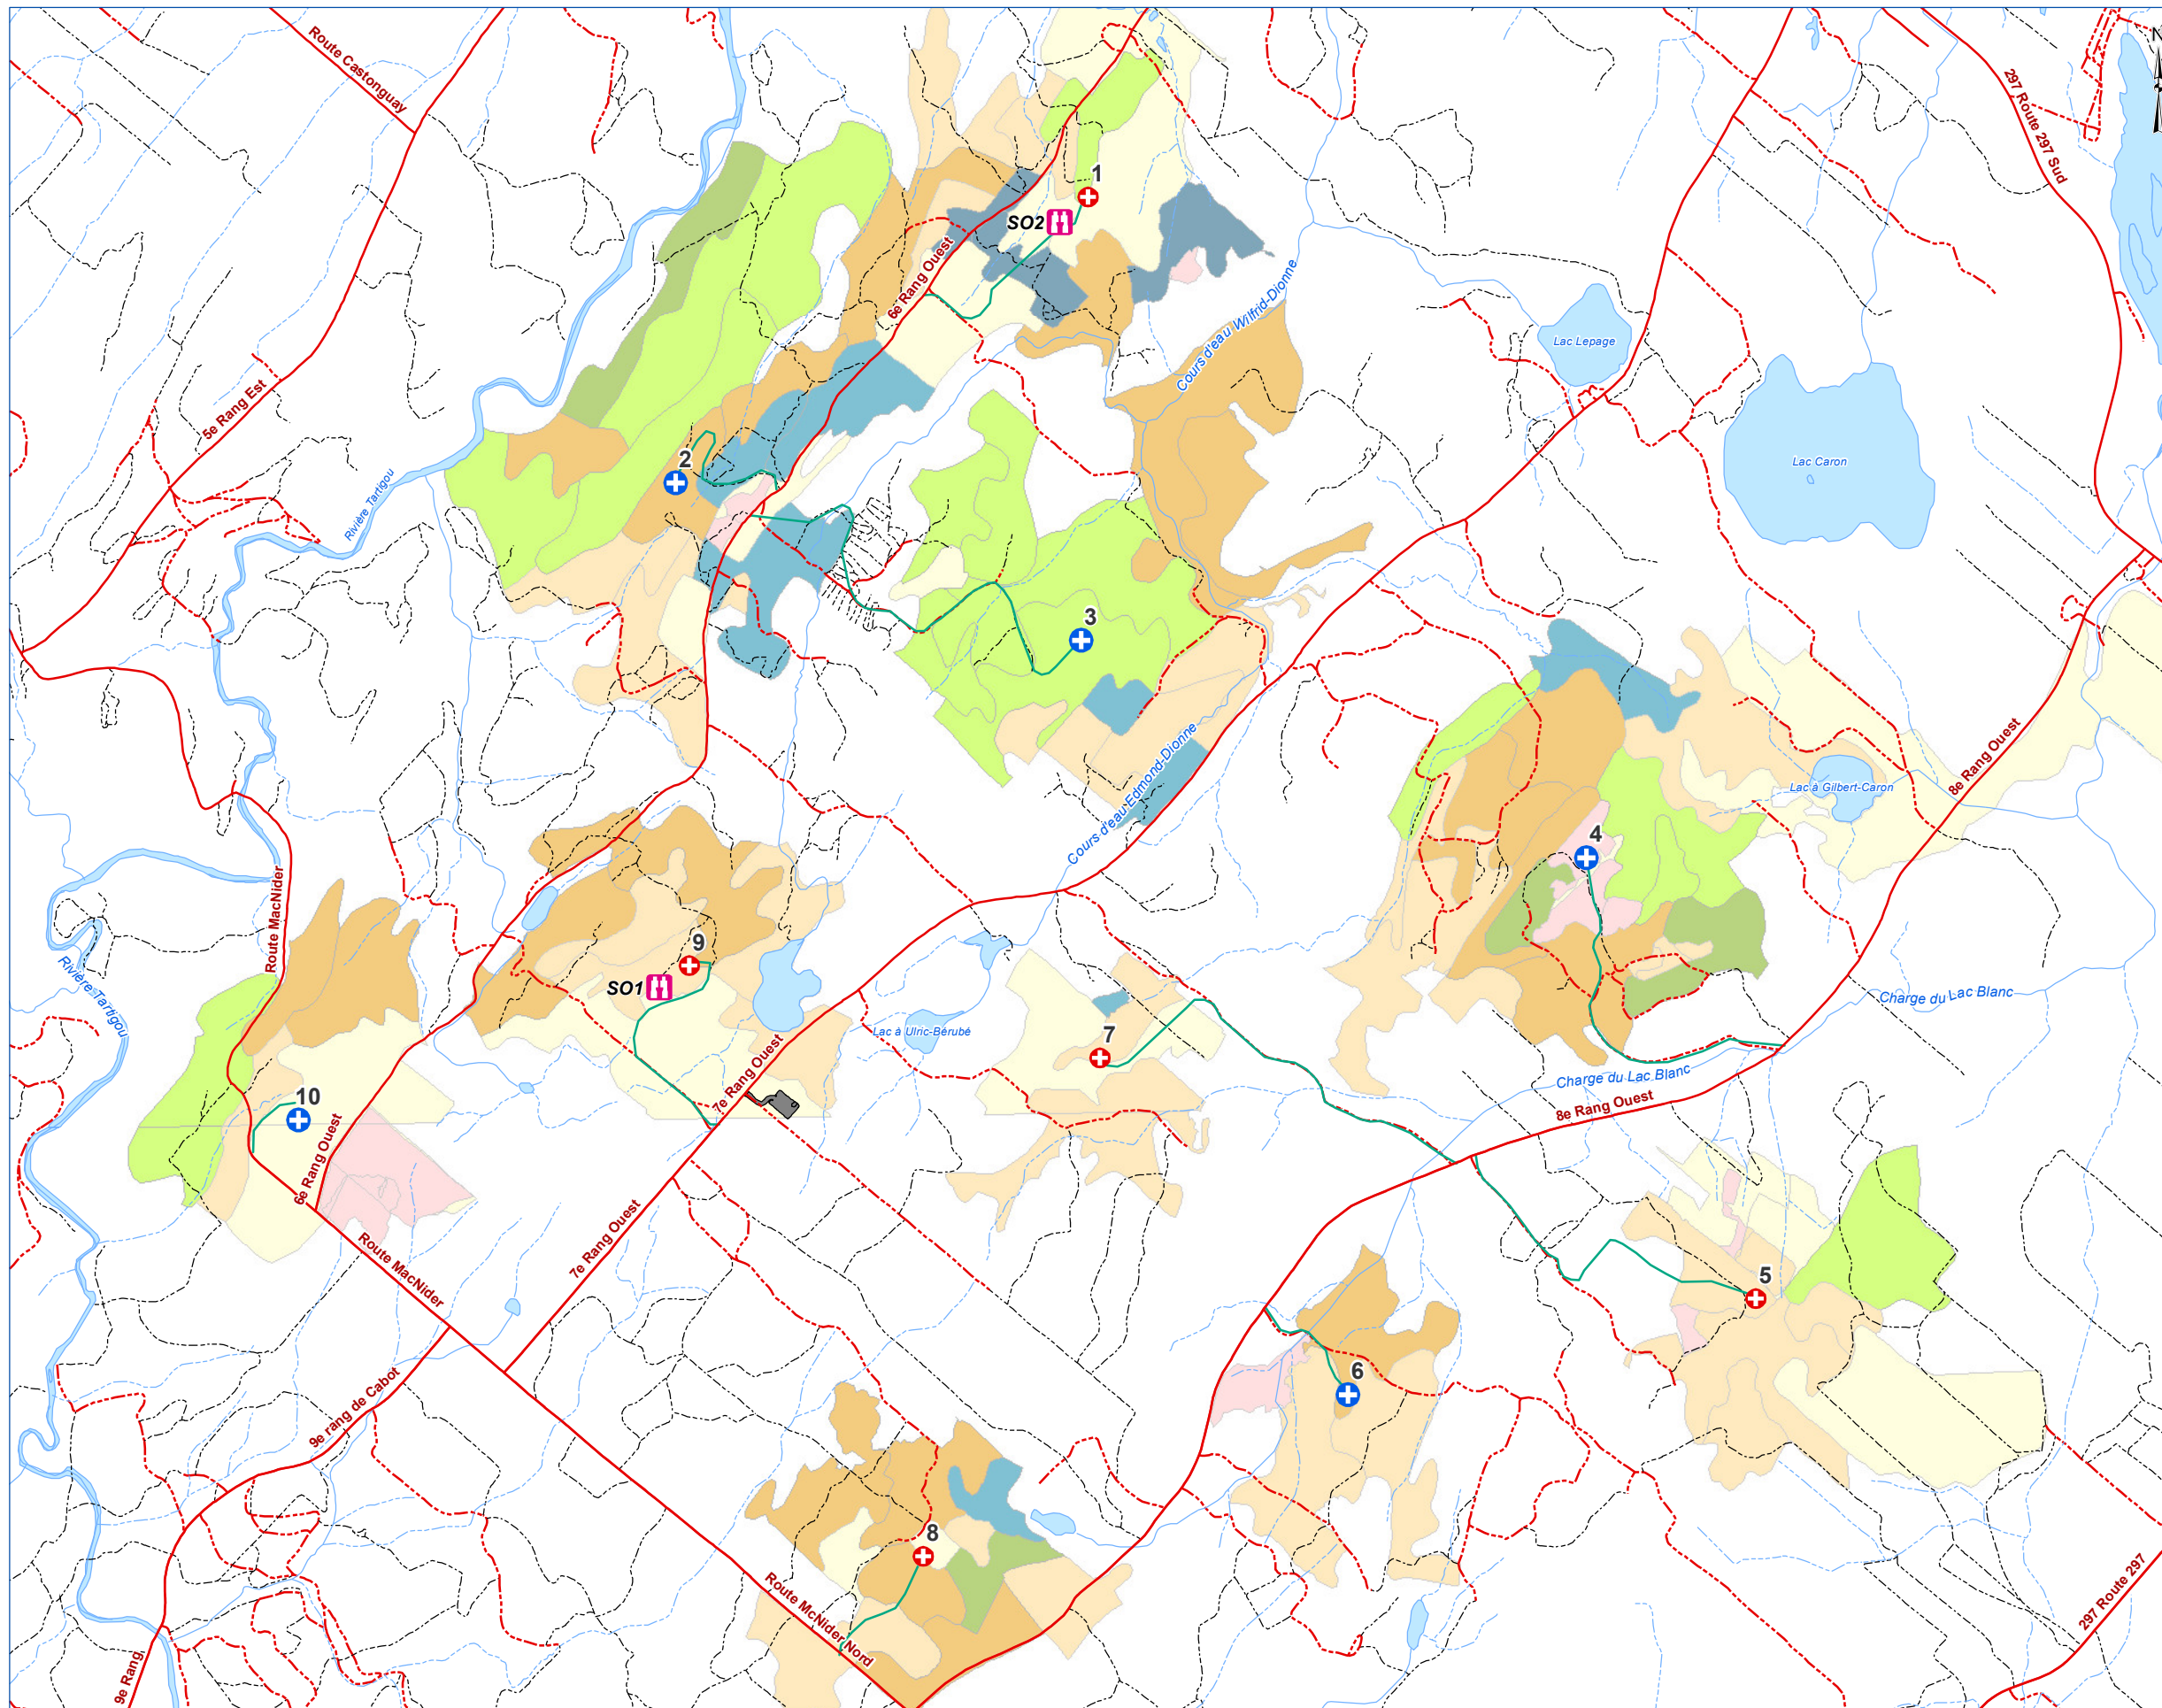 Route Castonguay
N
297 Route 297 Sud
1
SO2
6e Rang Ouest
Cours d'eau Wilfrid-Dionne
Lac Lepage
5e Rang Est
2
Lac Caron
Rivière Tartigou
3
Cours d'eau Edmond-Dionne
8e Rang Ouest
Lac à Gilbert-Caron
4
Route MacNider
9
SO1
Rivière Tartigou
Charge du Lac Blanc
Lac à Ulric-Bérubé
7
7e Rang Ouest
Charge du Lac Blanc
10
8e Rang Ouest
6e Rang Ouest
7e Rang Ouest
Route MacNider
5
6
9e rang de Cabot
8
Route McNider Nord
297 Route 297
9e Rang